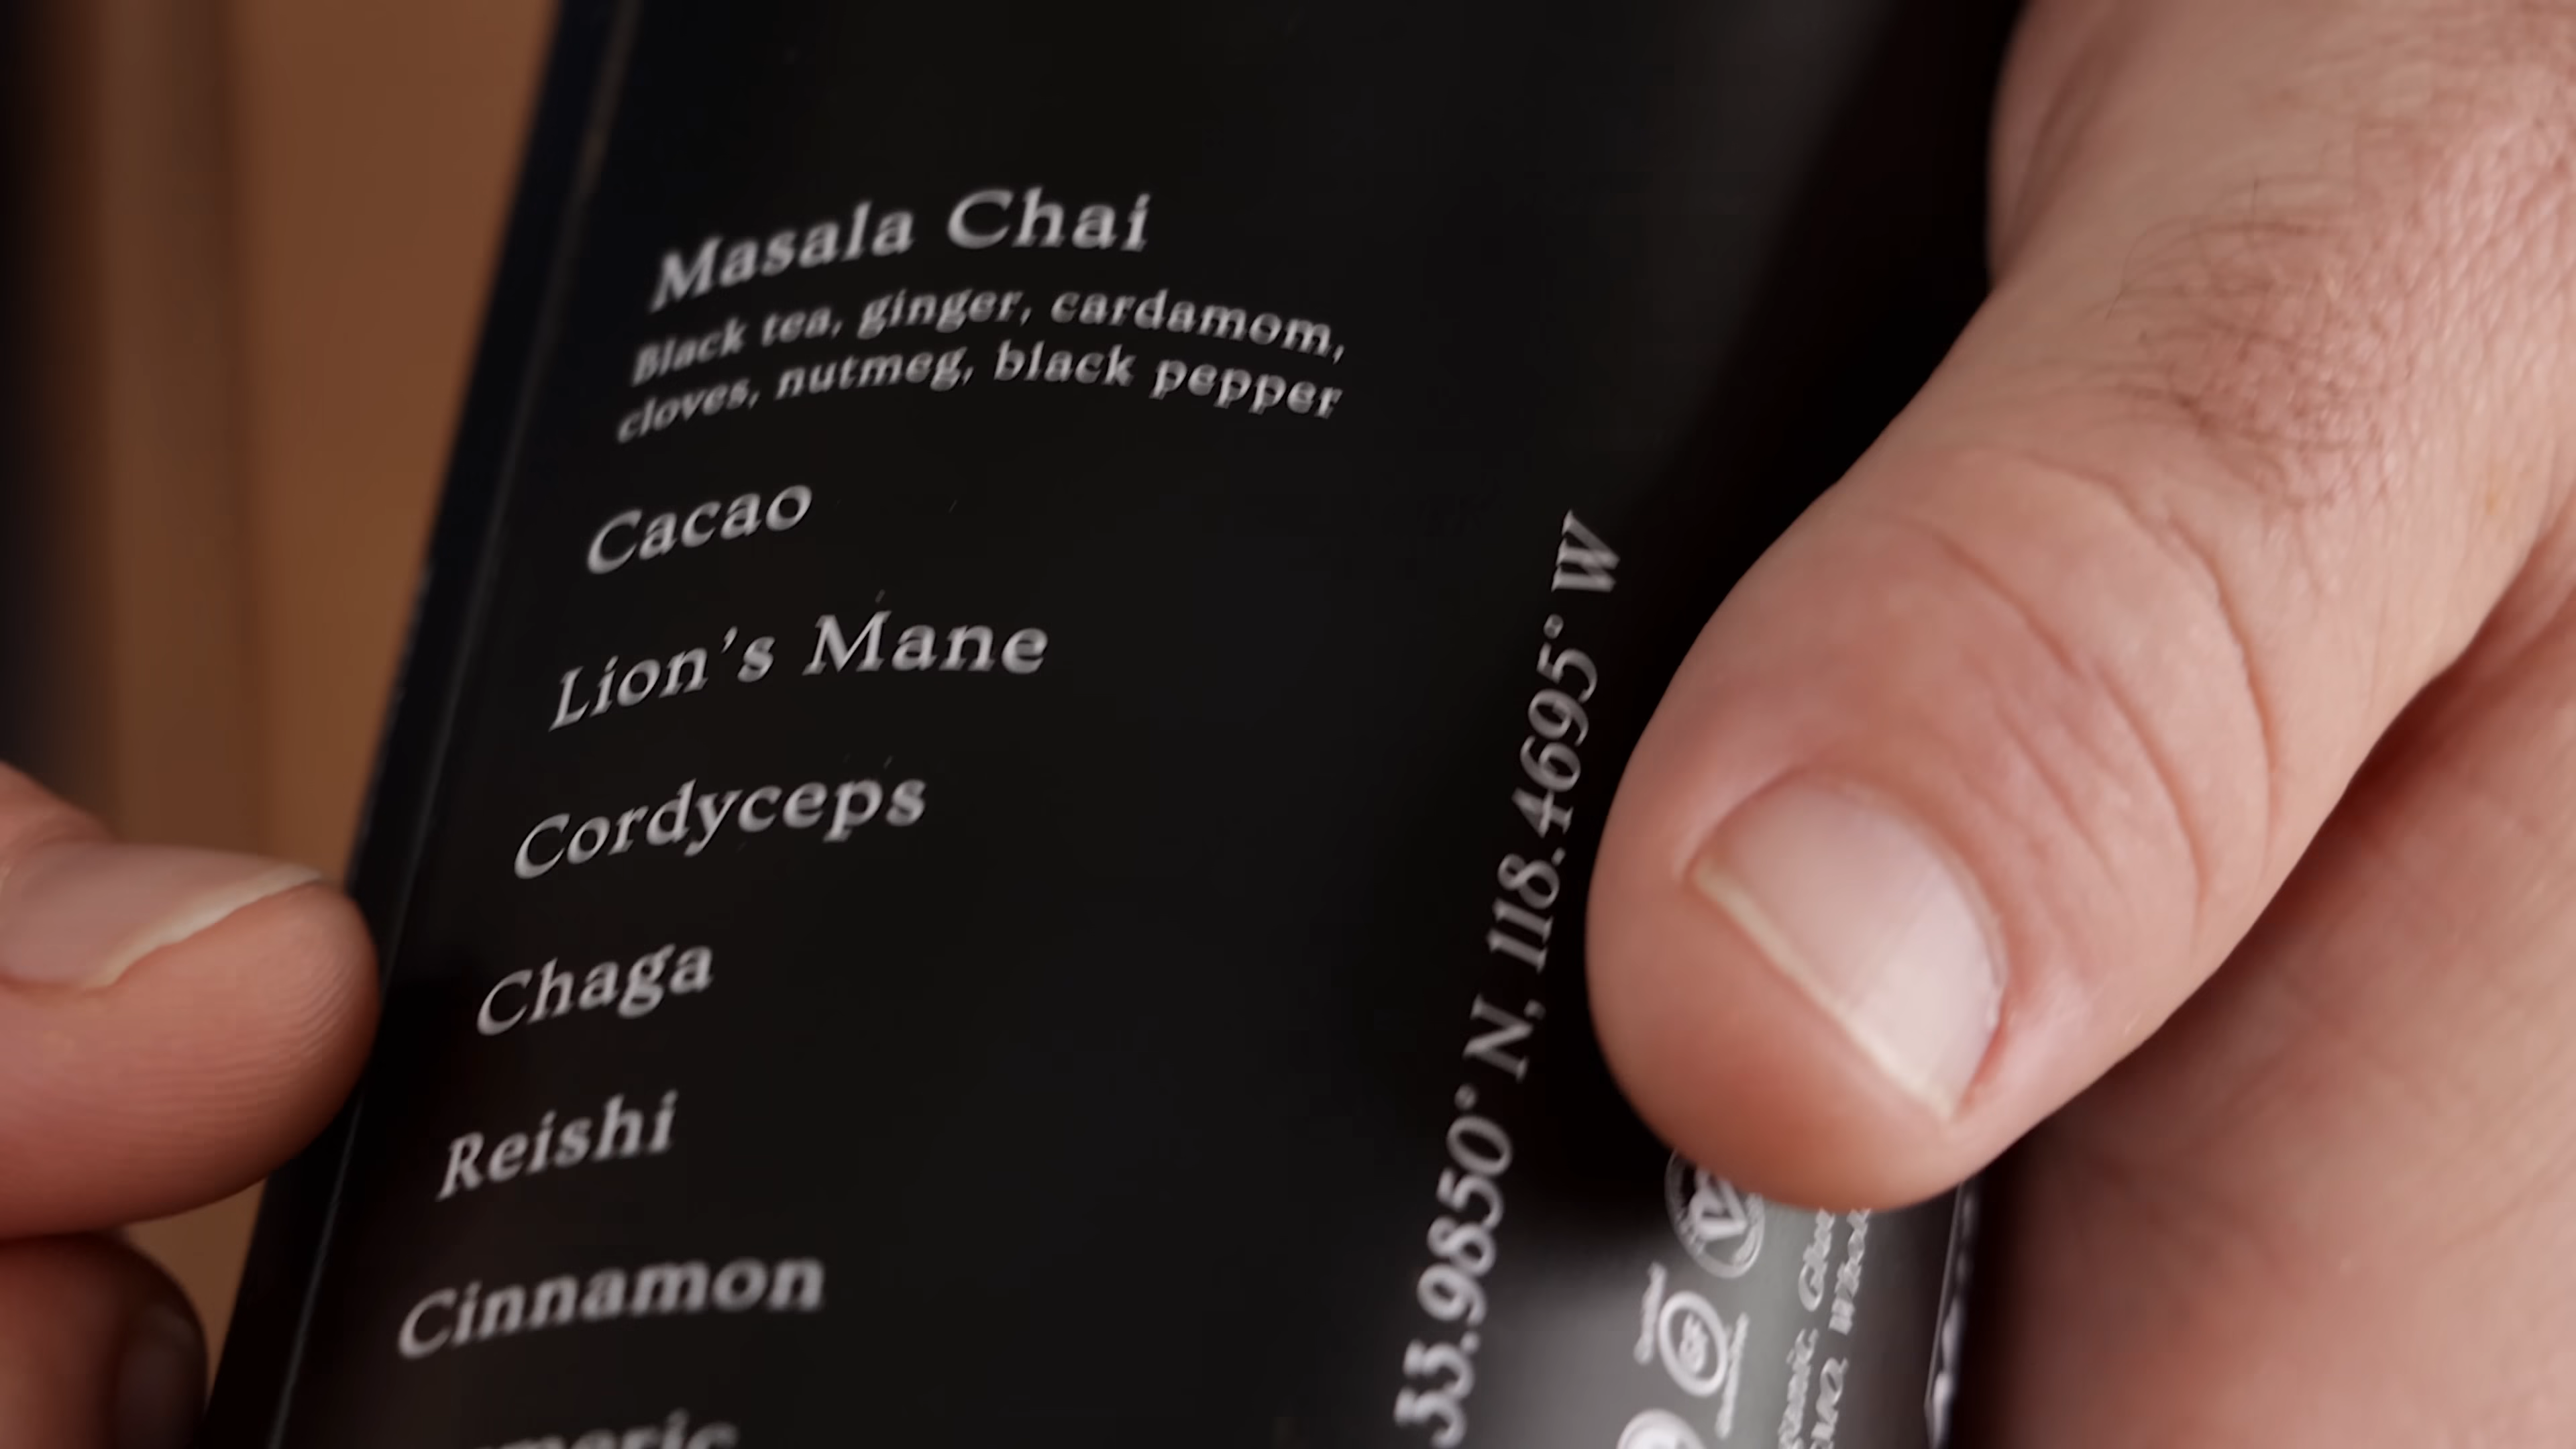 Masala Chai
Black tea, ginger, cardamom,
cloves, nutmeg, black pepper
Cacao
Lion's Mane
Cordyceps
Chaga
Reishi
Cinnamon
33.9850° N, 118.4695° W